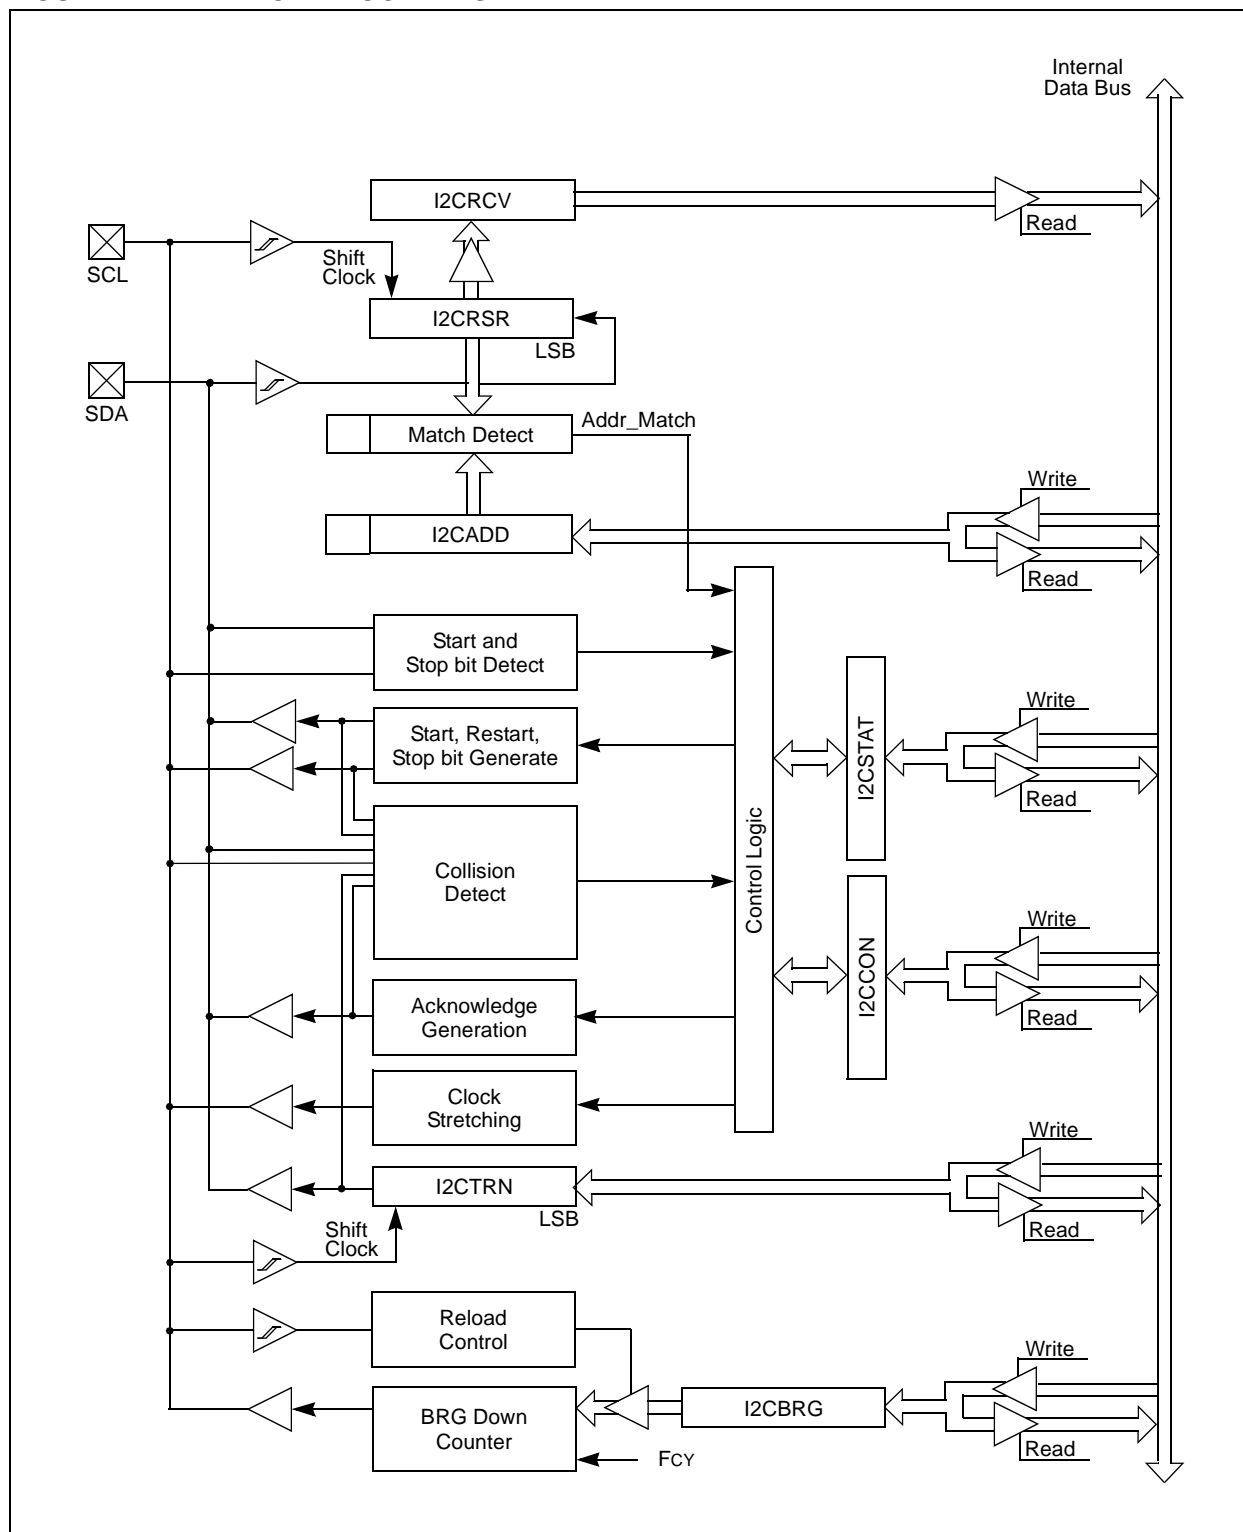 Internal
Data Bus
I2CRCV
Read
SCL
Shift
Clock
I2CRSR
LSB
SDA
Addr_Match
Match Detect
Write
I2CADD
Read
Start and
Stop bit Detect
Write
Start, Restart,
Stop bit Generate
I2CSTAT
Read
Control Logic
Collision
Detect
Write
I2CCON
Acknowledge
Generation
Read
Clock
Stretching
Write
I2CTRN
LSB
Shift
Clock
Read
Reload
Control
Write
I2CBRG
BRG Down
Counter
Read
FCY